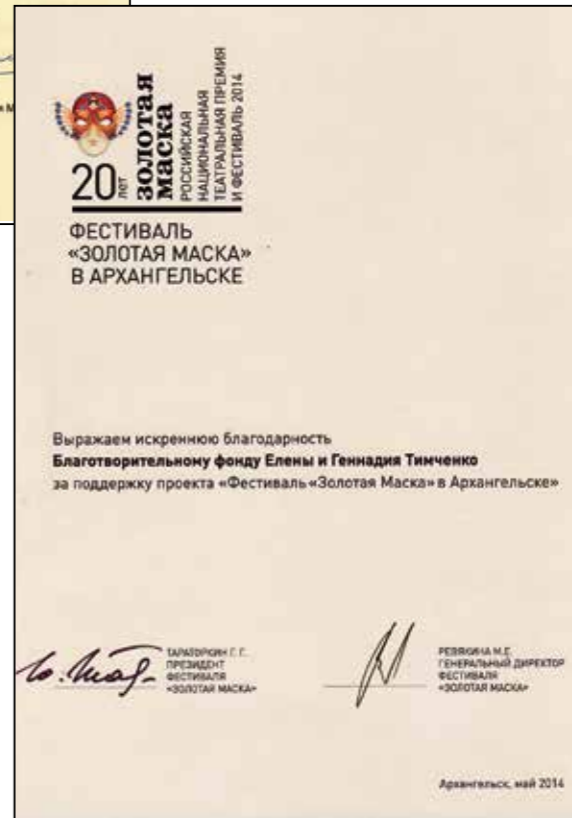 20 лет
золотая
маска
РОССИЙСКАЯ
НАЦИОНАЛЬНАЯ
ТЕАТРАЛЬНАЯ ПРЕМИЯ
И ФЕСТИВАЛЬ 2014
ФЕСТИВАЛЬ
«ЗОЛОТАЯ МАСКА»
В АРХАНГЕЛЬСКЕ
Выражаем искреннюю благодарность
Благотворительному фонду Елены и Геннадия Тимченко
за поддержку проекта «Фестиваль «Золотая Маска» в Архангельске»
ТАРАТОРКИН Г. Г.
ПРЕЗИДЕНТ
ФЕСТИВАЛЯ
«ЗОЛОТАЯ МАСКА»
РЕВЯКИНА М.Е.
ГЕНЕРАЛЬНЫЙ ДИРЕКТОР
ФЕСТИВАЛЯ
«ЗОЛОТАЯ МАСКА»
Архангельск, май 2014